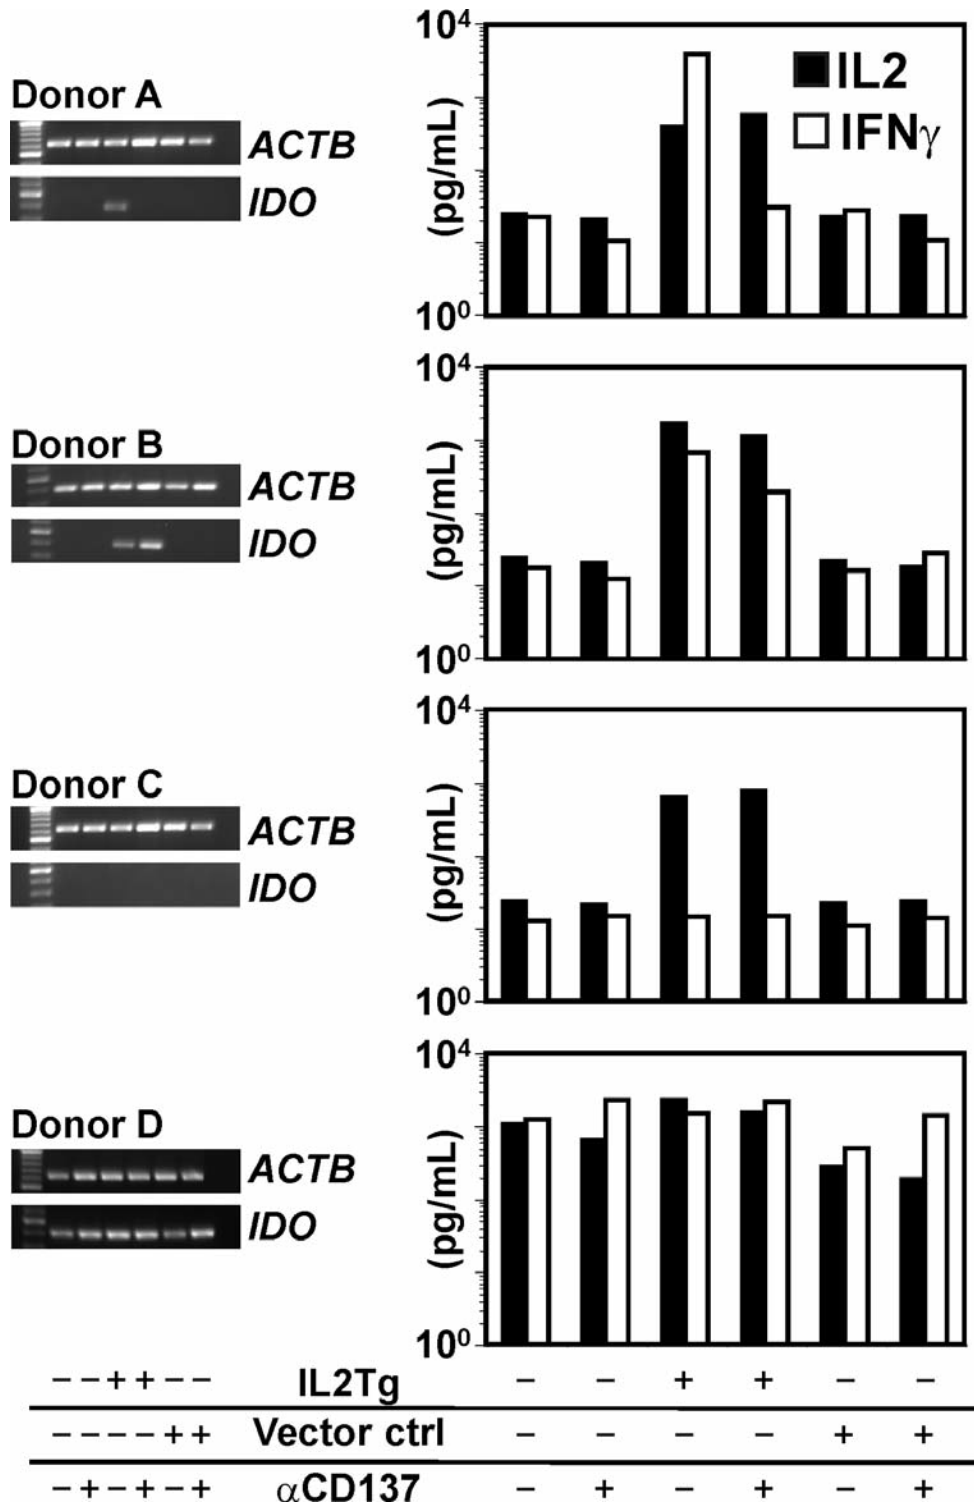 Donor A
ACTB
IDO
10⁴
(pg/mL)
10⁰
IL2
IFNγ
Donor B
ACTB
IDO
10⁴
(pg/mL)
10⁰
Donor C
ACTB
IDO
10⁴
(pg/mL)
10⁰
Donor D
ACTB
IDO
10⁴
(pg/mL)
10⁰
– – + + – – IL2Tg – – + + – –
– – – – + + Vector ctrl – – – – + +
– + – + – + αCD137 – + – + – +